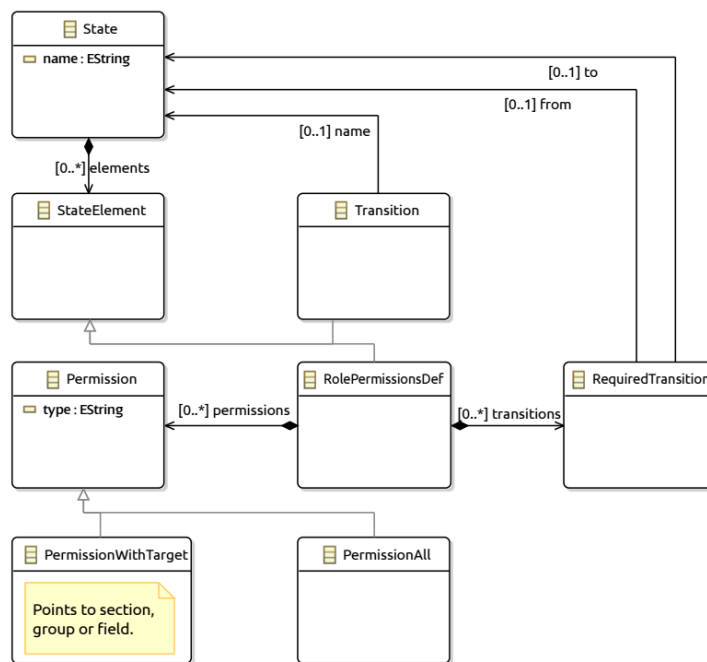 State
name : EString
[0..1] to
[0..1] from
[0..1] name
[0..*] elements
StateElement
Transition
Permission
RolePermissionsDef
RequiredTransition
type : EString
[0..*] permissions
[0..*] transitions
PermissionWithTarget
PermissionAll
Points to section,
group or field.